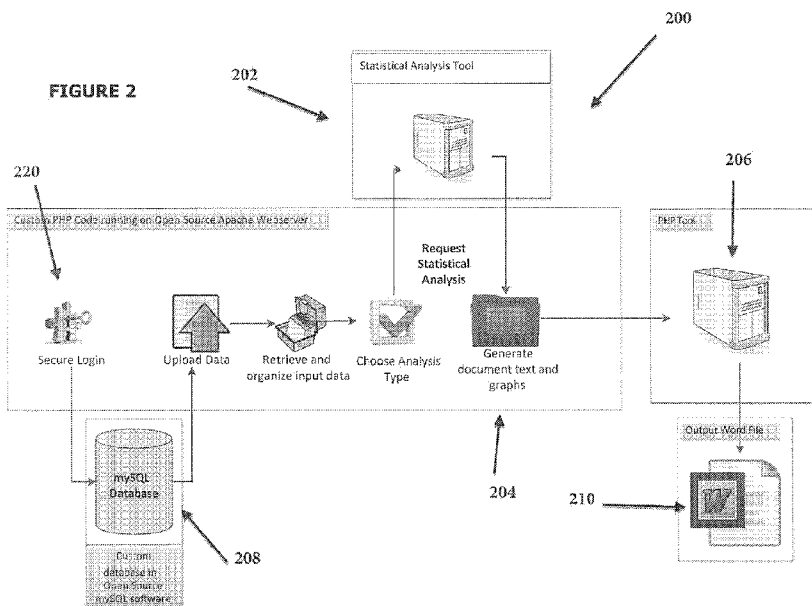 200
Statistical Analysis Tool
202
FIGURE 2
220
206
Custom PHP Code running on Open Source Apache Webserver
PHP Tool
Request
Statistical
Analysis
Secure Login
Upload Data
Retrieve and
organize input data
Choose Analysis
Type
Generate
document text and
graphs
Output Word File
mySQL
Database
204
210
W
208
Custom
database in
Open Source
mySQL software